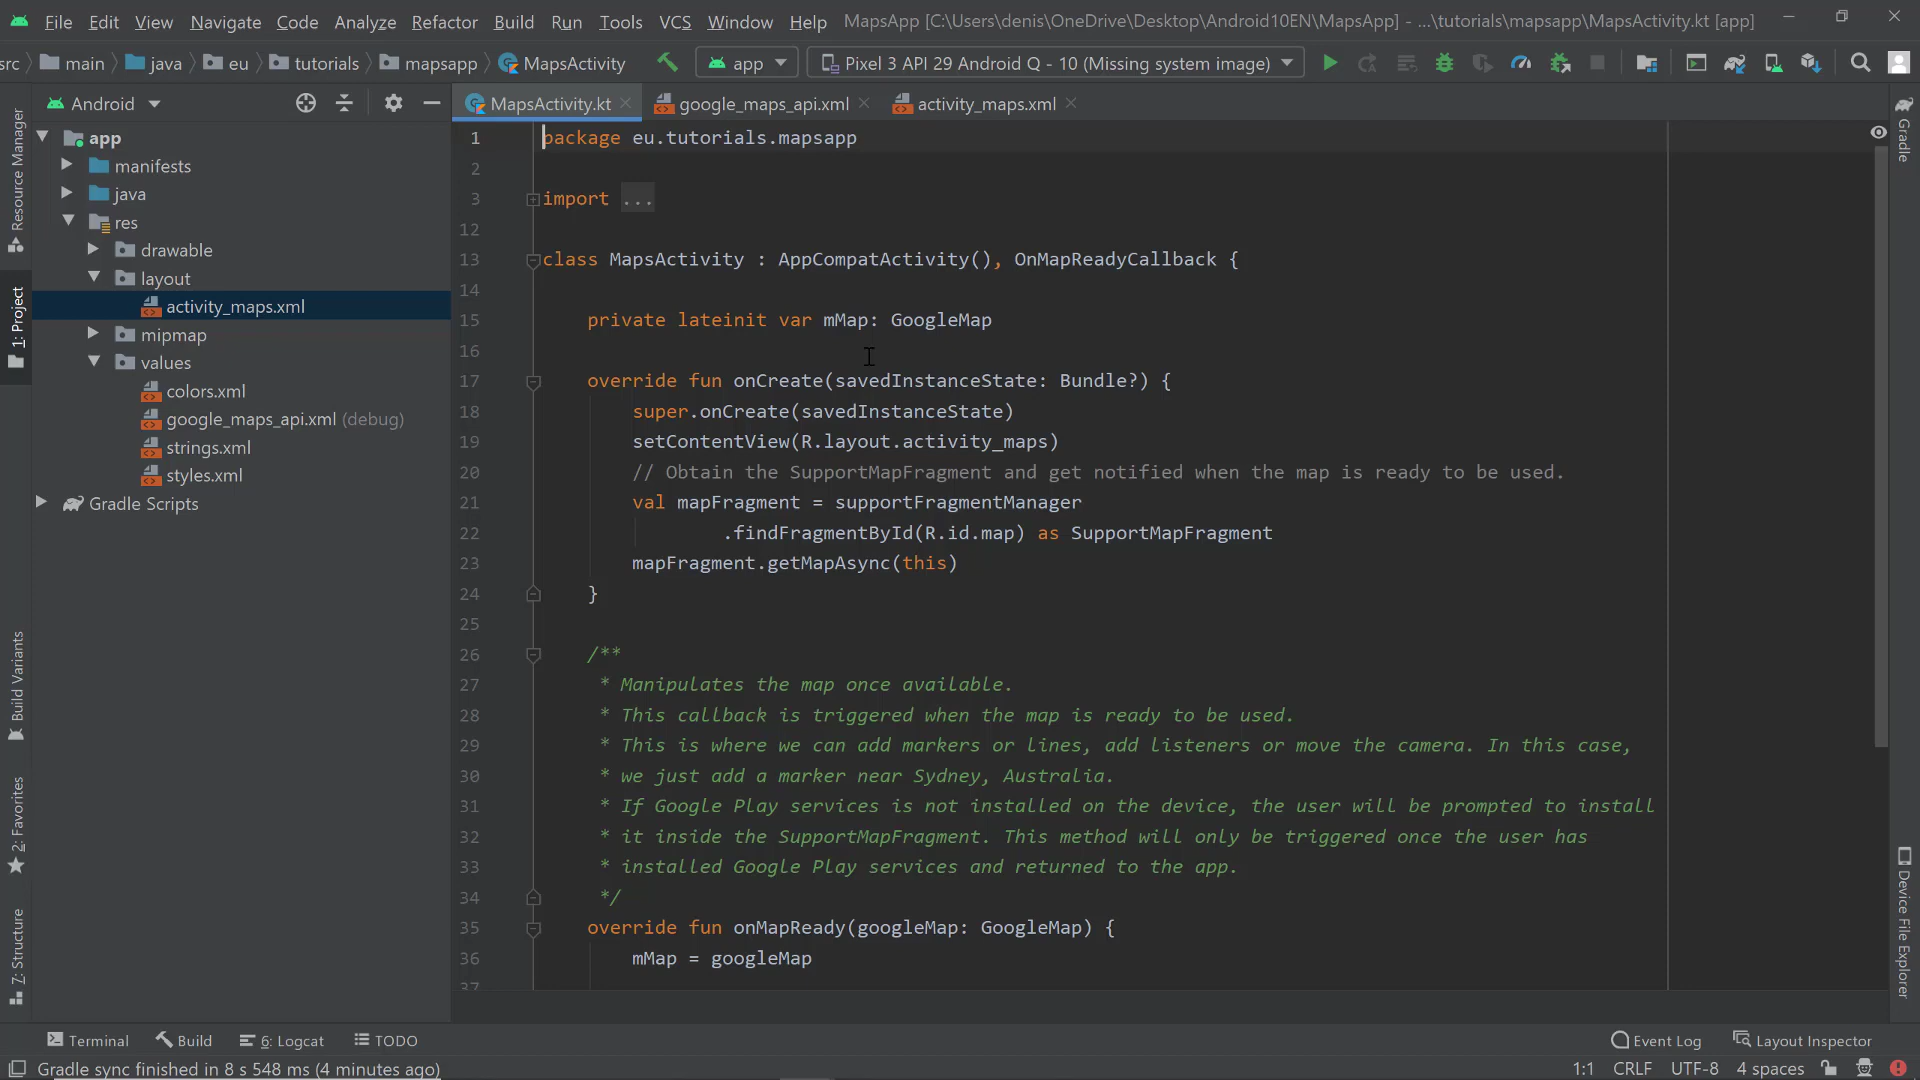 File Edit View Navigate Code Analyze Refactor Build Run Tools VCS Window Help MapsApp [C:\Users\denis\OneDrive\Desktop\Android10EN\MapsApp] - ...\tutorials\mapsapp\MapsActivity.kt [app]
src main java eu tutorials mapsapp MapsActivity app Pixel 3 API 29 Android Q - 10 (Missing system image)
Android
MapsActivity.kt google_maps_api.xml activity_maps.xml
Resource Manager
1: Project
Build Variants
2: Favorites
Z: Structure
app
manifests
java
res
drawable
layout
activity_maps.xml
mipmap
values
colors.xml
google_maps_api.xml (debug)
strings.xml
styles.xml
Gradle Scripts
1 package eu.tutorials.mapsapp
2
3 import ...
12
13 class MapsActivity : AppCompatActivity(), OnMapReadyCallback {
14
15 private lateinit var mMap: GoogleMap
16
17 override fun onCreate(savedInstanceState: Bundle?) {
18 super.onCreate(savedInstanceState)
19 setContentView(R.layout.activity_maps)
20 // Obtain the SupportMapFragment and get notified when the map is ready to be used.
21 val mapFragment = supportFragmentManager
22 .findFragmentById(R.id.map) as SupportMapFragment
23 mapFragment.getMapAsync(this)
24 }
25
26 /**
27 * Manipulates the map once available.
28 * This callback is triggered when the map is ready to be used.
29 * This is where we can add markers or lines, add listeners or move the camera. In this case,
30 * we just add a marker near Sydney, Australia.
31 * If Google Play services is not installed on the device, the user will be prompted to install
32 * it inside the SupportMapFragment. This method will only be triggered once the user has
33 * installed Google Play services and returned to the app.
34 */
35 override fun onMapReady(googleMap: GoogleMap) {
36 mMap = googleMap
37
Gradle
Device File Explorer
Terminal Build 6: Logcat TODO Event Log Layout Inspector
Gradle sync finished in 8 s 548 ms (4 minutes ago) 1:1 CRLF UTF-8 4 spaces